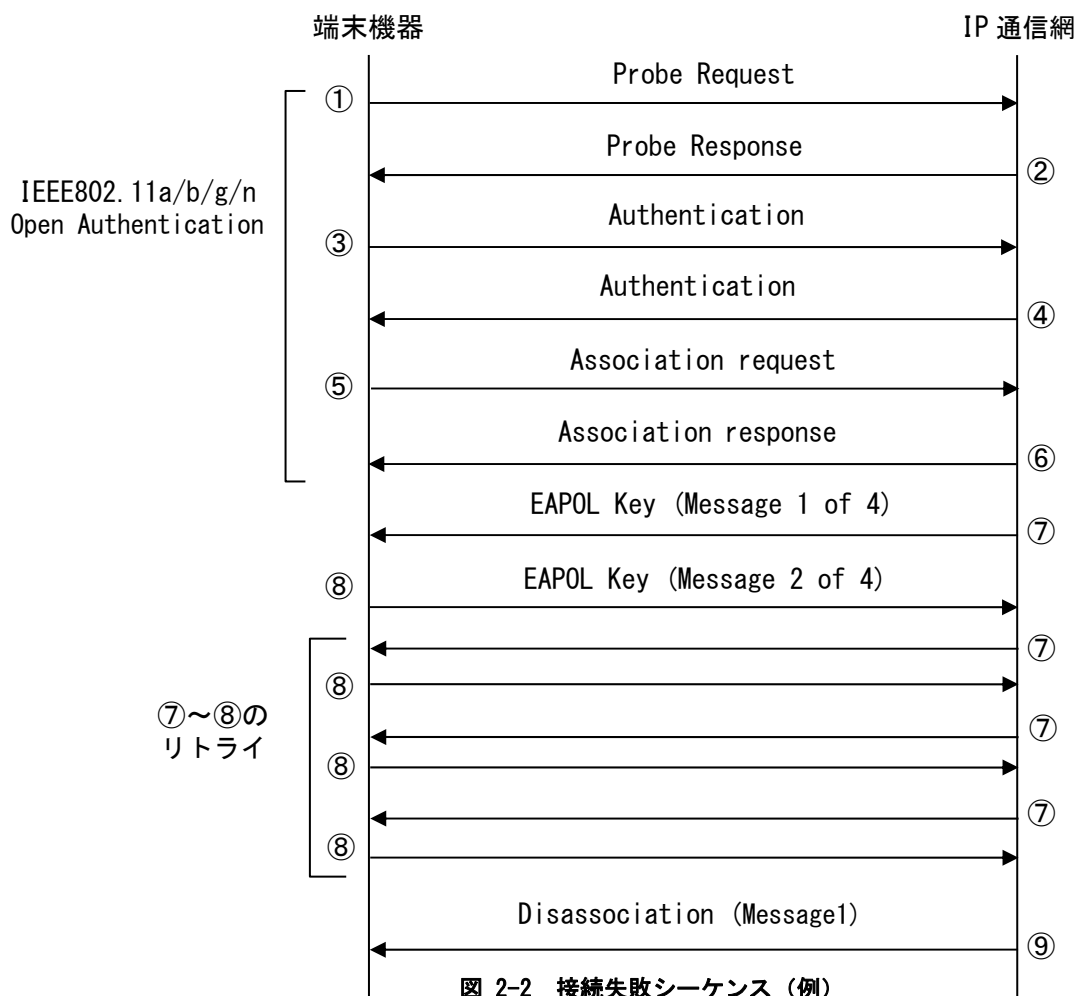 端末機器
IP 通信網
Probe Request
①
Probe Response
②
IEEE802.11a/b/g/n
Open Authentication
Authentication
③
Authentication
④
Association request
⑤
Association response
⑥
EAPOL Key (Message 1 of 4)
⑦
EAPOL Key (Message 2 of 4)
⑧
⑦
⑧
⑦~⑧の
リトライ
⑦
⑧
⑦
⑧
Disassociation (Message1)
⑨
図 2-2 接続失敗シーケンス (例)